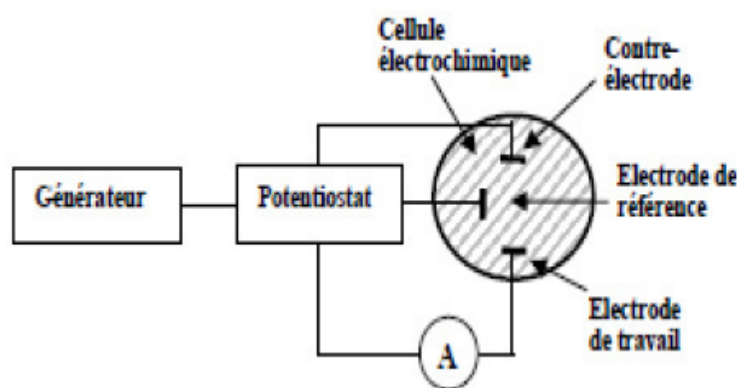 Cellule
électrochimique
Contre-
électrode
Générateur
Potentiostat
Electrode de
référence
Electrode
de travail
A